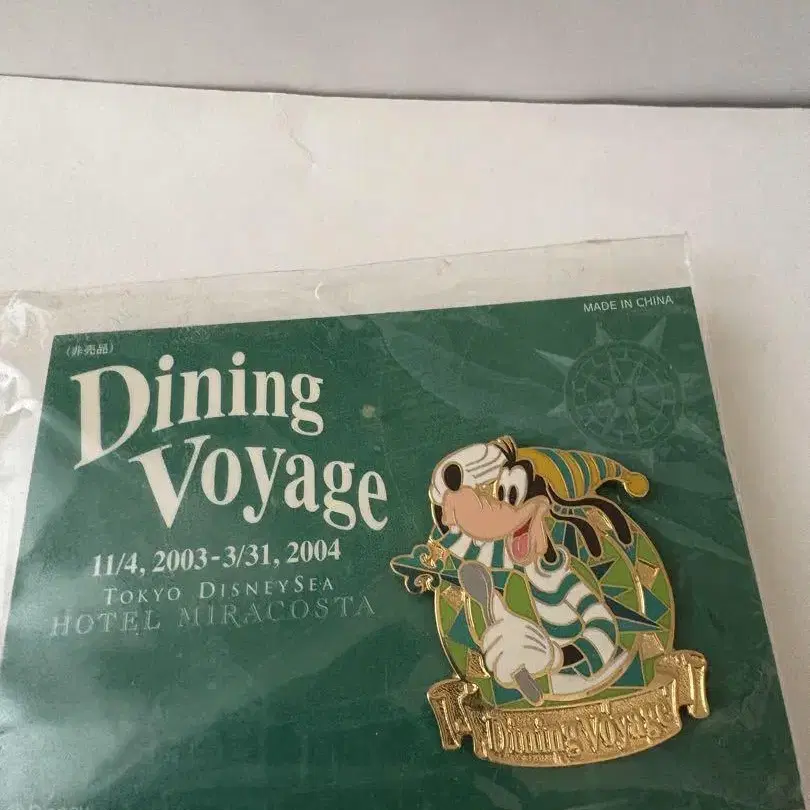 MADE IN CHINA
(非売品)
Dining
Voyage
11/4, 2003-3/31, 2004
TOKYO DISNEYSEA
HOTEL MIRACOSTA
Dining Voyage